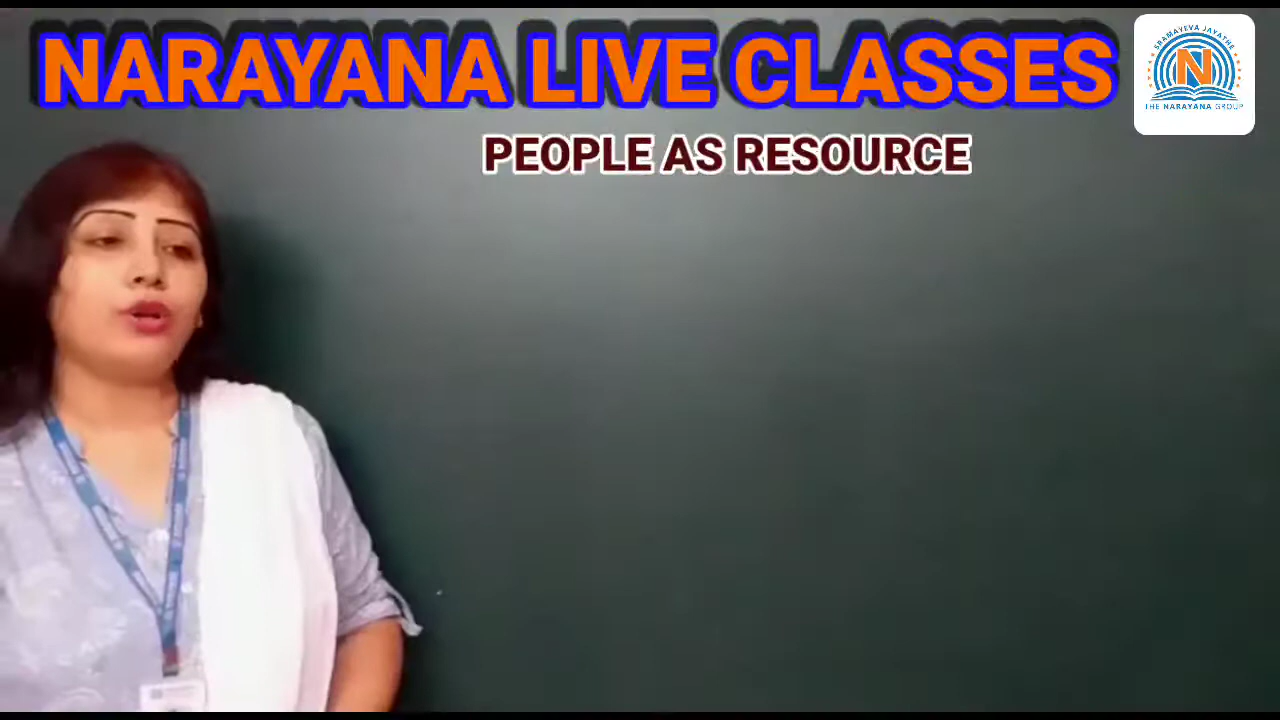 NARAYANA LIVE CLASSES
SRAMAYEVA JAYATHE
N
THE NARAYANA GROUP
PEOPLE AS RESOURCE